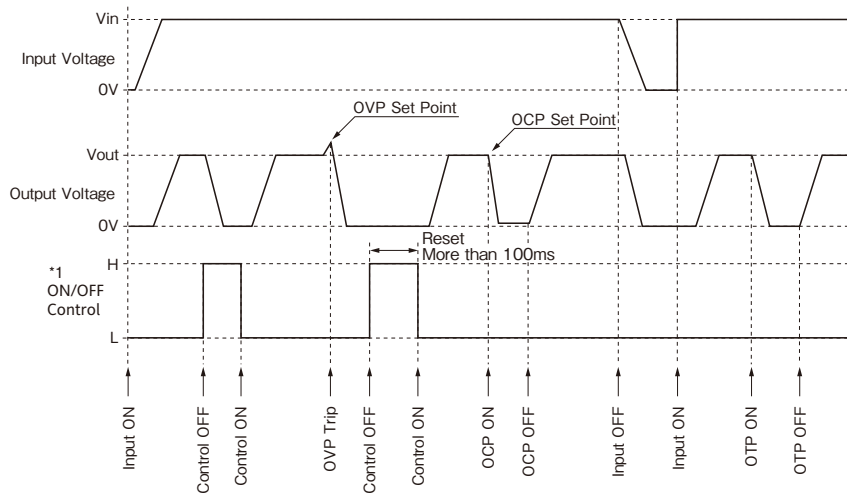 Vin
Input Voltage
0V
OVP Set Point
OCP Set Point
Vout
Output Voltage
0V
Reset
More than 100ms
H
*1
ON/OFF
Control
L
Input ON
Control OFF
Control ON
OVP Trip
Control OFF
Control ON
OCP ON
OCP OFF
Input OFF
Input ON
OTP ON
OTP OFF